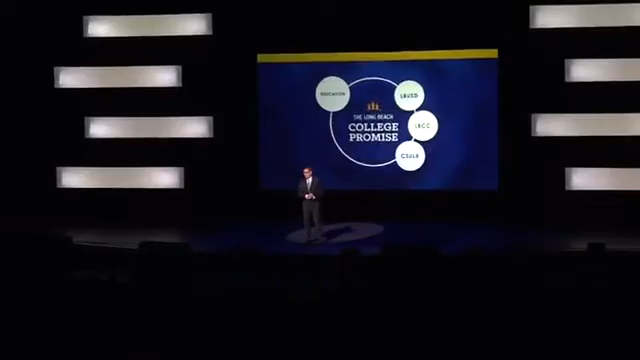 EDUCATION
LBUSD
THE LONG BEACH
COLLEGE
PROMISE
LBCC
CSULB